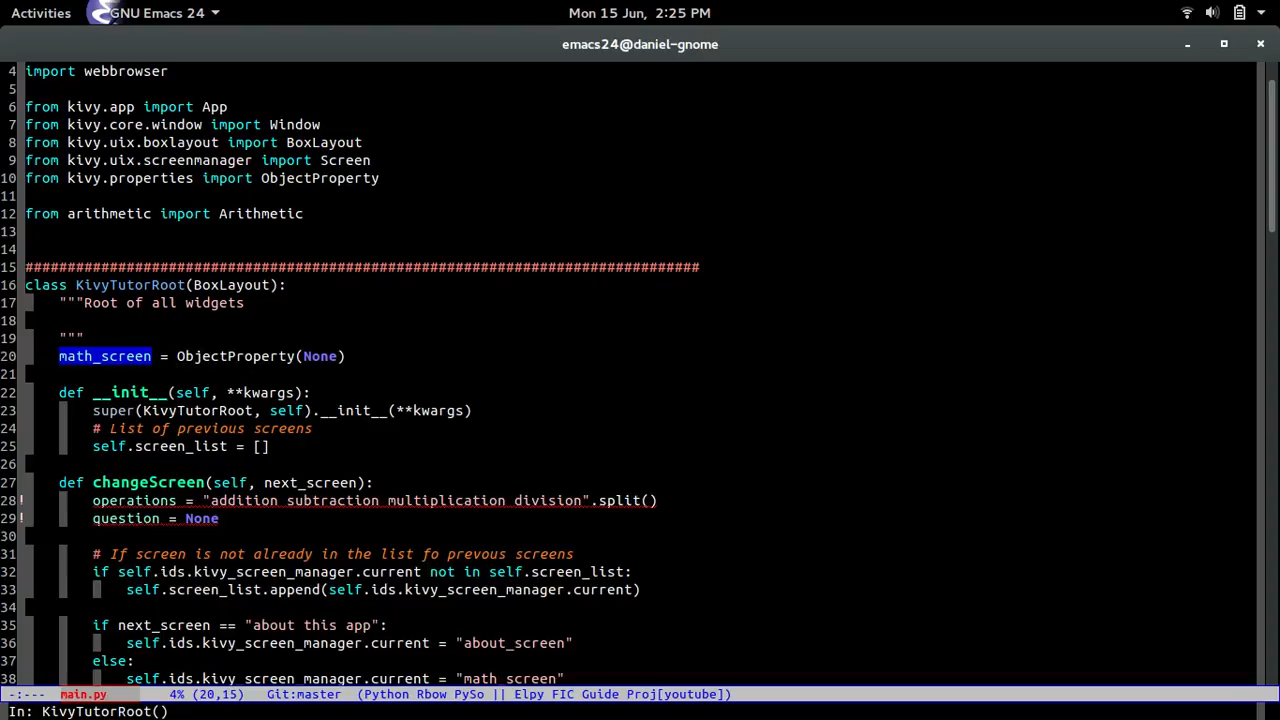 Activities GNU Emacs 24 Mon 15 Jun, 2:25 PM
emacs24@daniel-gnome
4 import webbrowser
5
6 from kivy.app import App
7 from kivy.core.window import Window
8 from kivy.uix.boxlayout import BoxLayout
9 from kivy.uix.screenmanager import Screen
10 from kivy.properties import ObjectProperty
11
12 from arithmetic import Arithmetic
13
14
15 ################################################################################
16 class KivyTutorRoot(BoxLayout):
17 """Root of all widgets
18
19 """
20 math_screen = ObjectProperty(None)
21
22 def __init__(self, **kwargs):
23 super(KivyTutorRoot, self).__init__(**kwargs)
24 # List of previous screens
25 self.screen_list = []
26
27 def changeScreen(self, next_screen):
28 ! operations = "addition subtraction multiplication division".split()
29 ! question = None
30
31 # If screen is not already in the list fo prevous screens
32 if self.ids.kivy_screen_manager.current not in self.screen_list:
33 self.screen_list.append(self.ids.kivy_screen_manager.current)
34
35 if next_screen == "about this app":
36 self.ids.kivy_screen_manager.current = "about_screen"
37 else:
38 self.ids.kivy_screen_manager.current = "math_screen"
-:--- main.py 4% (20,15) Git:master (Python Rbow PySo || Elpy FIC Guide Proj[youtube])
In: KivyTutorRoot()